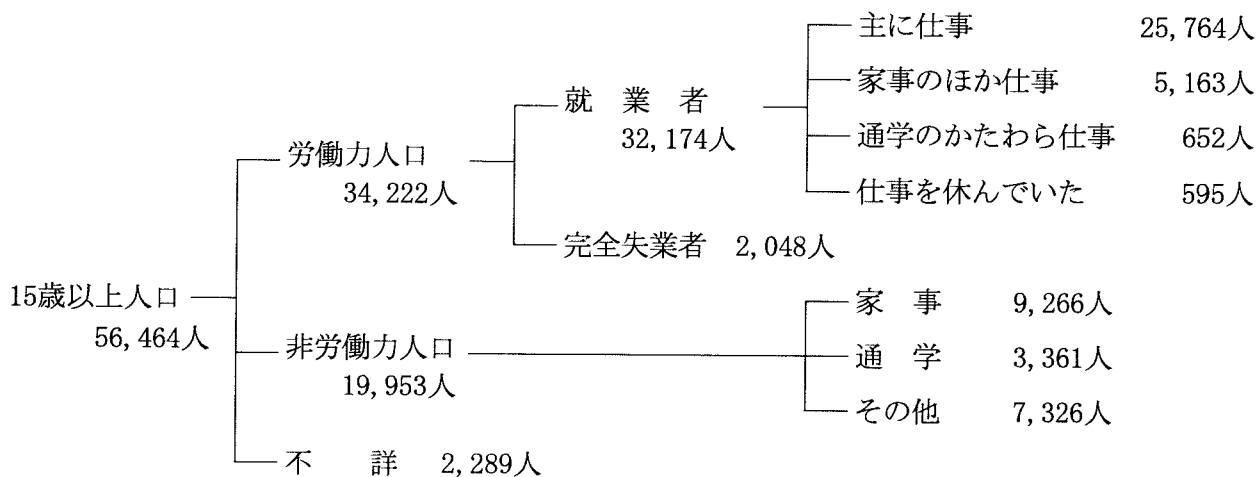 主に仕事 25,764人
家事のほか仕事 5,163人
就業者
32,174人
通学のかたわら仕事 652人
労働力人口
34,222人
仕事を休んでいた 595人
完全失業者 2,048人
15歳以上人口
56,464人
家事 9,266人
非労働力人口
19,953人
通学 3,361人
その他 7,326人
不詳 2,289人